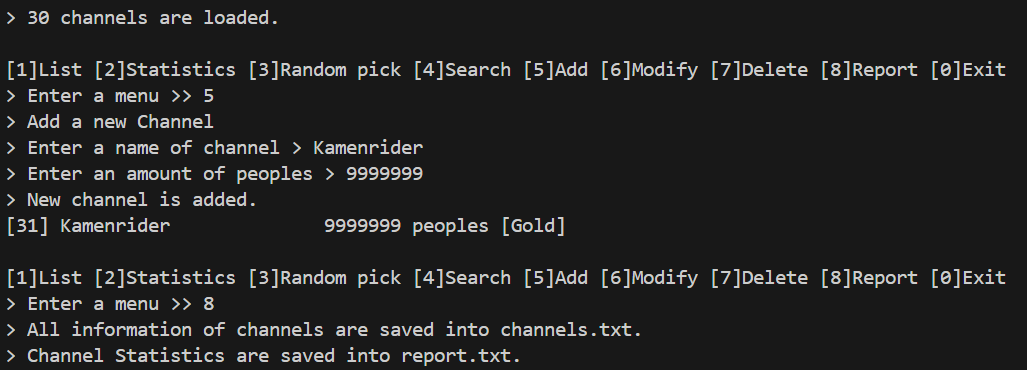 > 30 channels are loaded.
[1]List [2]Statistics [3]Random pick [4]Search [5]Add [6]Modify [7]Delete [8]Report [0]Exit
> Enter a menu >> 5
> Add a new Channel
> Enter a name of channel > Kamenrider
> Enter an amount of peoples > 9999999
> New channel is added.
[31] Kamenrider              9999999 peoples [Gold]
[1]List [2]Statistics [3]Random pick [4]Search [5]Add [6]Modify [7]Delete [8]Report [0]Exit
> Enter a menu >> 8
> All information of channels are saved into channels.txt.
> Channel Statistics are saved into report.txt.